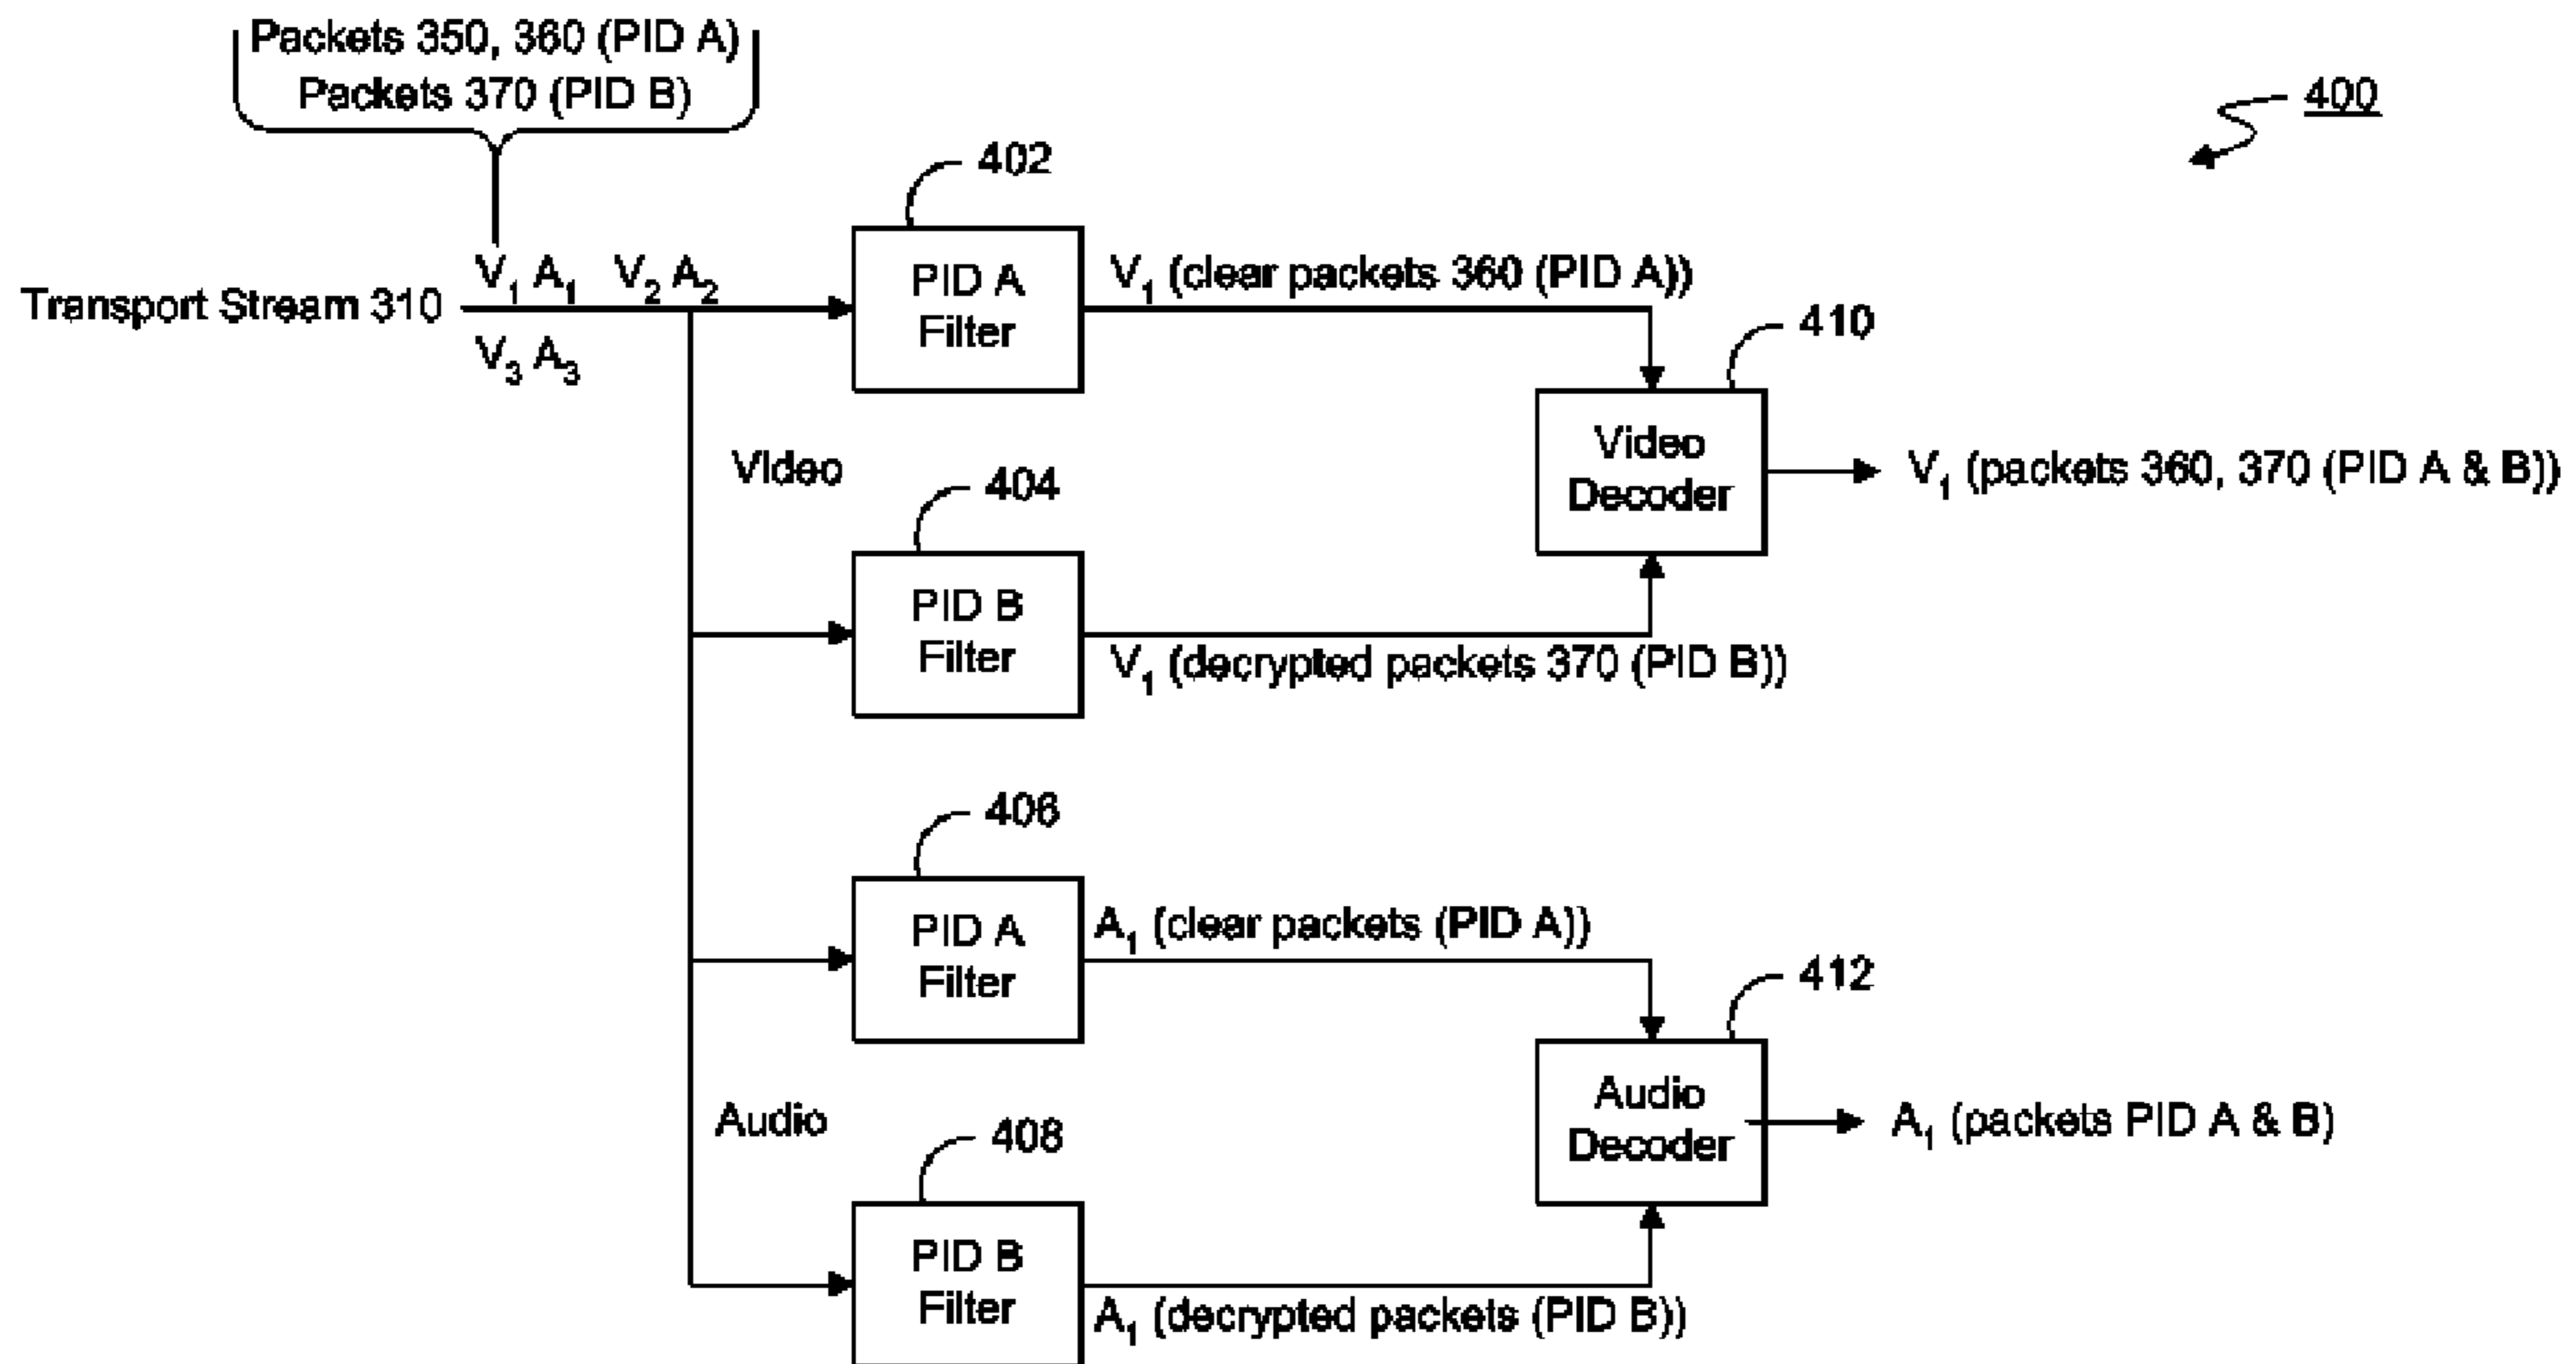 Packets 350, 360 (PID A)
Packets 370 (PID B)
400
402
V1 A1 V2 A2
Transport Stream 310
V3 A3
PID A
Filter
V1 (clear packets 360 (PID A))
410
Video
404
Video
Decoder
V1 (packets 360, 370 (PID A & B))
PID B
Filter
V1 (decrypted packets 370 (PID B))
406
PID A
Filter
A1 (clear packets (PID A))
412
Audio
408
Audio
Decoder
A1 (packets PID A & B)
PID B
Filter
A1 (decrypted packets (PID B))